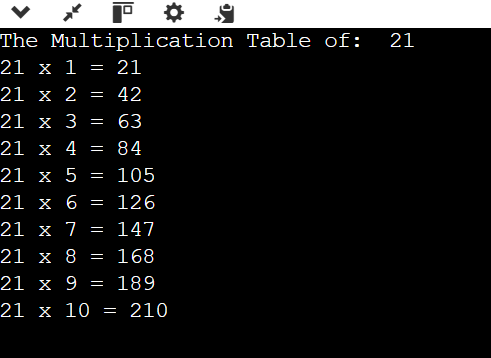 The Multiplication Table of:  21
21 x 1 = 21
21 x 2 = 42
21 x 3 = 63
21 x 4 = 84
21 x 5 = 105
21 x 6 = 126
21 x 7 = 147
21 x 8 = 168
21 x 9 = 189
21 x 10 = 210